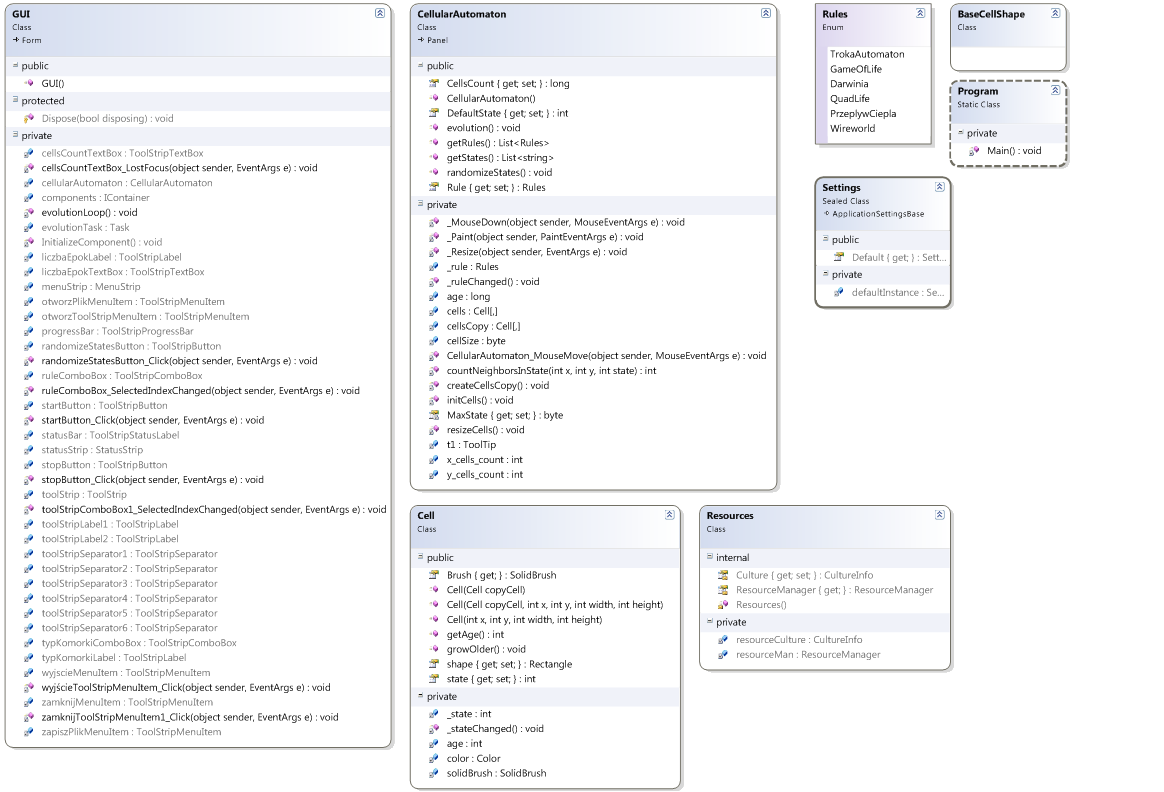 GUI
Class
Form
public
GUI()
protected
Dispose(bool disposing) : void
private
cellsCountTextBox : ToolStripTextBox
cellsCountTextBox_LostFocus(object sender, EventArgs e) : void
cellularAutomaton : CellularAutomaton
components : IContainer
evolutionLoop() : void
evolutionTask : Task
InitializeComponent() : void
liczbaEpokLabel : ToolStripLabel
liczbaEpokTextBox : ToolStripTextBox
menuStrip : MenuStrip
otworzPlikMenuItem : ToolStripMenuItem
otworzToolStripMenuItem : ToolStripMenuItem
progressBar : ToolStripProgressBar
randomizeStatesButton : ToolStripButton
randomizeStatesButton_Click(object sender, EventArgs e) : void
ruleComboBox : ToolStripComboBox
ruleComboBox_SelectedIndexChanged(object sender, EventArgs e) : void
startButton : ToolStripButton
startButton_Click(object sender, EventArgs e) : void
statusBar : ToolStripStatusLabel
statusStrip : StatusStrip
stopButton : ToolStripButton
stopButton_Click(object sender, EventArgs e) : void
toolStrip : ToolStrip
toolStripComboBox1_SelectedIndexChanged(object sender, EventArgs e) : void
toolStripLabel1 : ToolStripLabel
toolStripLabel2 : ToolStripLabel
toolStripSeparator1 : ToolStripSeparator
toolStripSeparator2 : ToolStripSeparator
toolStripSeparator3 : ToolStripSeparator
toolStripSeparator4 : ToolStripSeparator
toolStripSeparator5 : ToolStripSeparator
toolStripSeparator6 : ToolStripSeparator
typKomorkiComboBox : ToolStripComboBox
typKomorkiLabel : ToolStripLabel
wyjscieMenuItem : ToolStripMenuItem
wyjścieToolStripMenuItem_Click(object sender, EventArgs e) : void
zamknijMenuItem : ToolStripMenuItem
zamknijToolStripMenuItem1_Click(object sender, EventArgs e) : void
zapiszPlikMenuItem : ToolStripMenuItem
CellularAutomaton
Class
Panel
public
CellsCount { get; set; } : long
CellularAutomaton()
DefaultState { get; set; } : int
evolution() : void
getRules() : List<Rules>
getStates() : List<string>
randomizeStates() : void
Rule { get; set; } : Rules
private
_MouseDown(object sender, MouseEventArgs e) : void
_Paint(object sender, PaintEventArgs e) : void
_Resize(object sender, EventArgs e) : void
_rule : Rules
_ruleChanged() : void
age : long
cells : Cell[,]
cellsCopy : Cell[,]
cellSize : byte
CellularAutomaton_MouseMove(object sender, MouseEventArgs e) : void
countNeighborsInState(int x, int y, int state) : int
createCellsCopy() : void
initCells() : void
MaxState { get; set; } : byte
resizeCells() : void
t1 : ToolTip
x_cells_count : int
y_cells_count : int
Cell
Class
public
Brush { get; } : SolidBrush
Cell(Cell copyCell)
Cell(Cell copyCell, int x, int y, int width, int height)
Cell(int x, int y, int width, int height)
getAge() : int
growOlder() : void
shape { get; set; } : Rectangle
state { get; set; } : int
private
_state : int
_stateChanged() : void
age : int
color : Color
solidBrush : SolidBrush
Rules
Enum
TrokaAutomaton
GameOfLife
Darwinia
QuadLife
PrzeplywCiepla
Wireworld
BaseCellShape
Class
Program
Static Class
private
Main() : void
Settings
Sealed Class
ApplicationSettingsBase
public
Default { get; } : Sett...
private
defaultInstance : Se...
Resources
Class
internal
Culture { get; set; } : CultureInfo
ResourceManager { get; } : ResourceManager
Resources()
private
resourceCulture : CultureInfo
resourceMan : ResourceManager